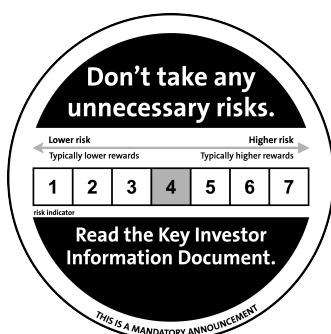 Don't take any
unnecessary risks.
Lower risk Higher risk
Typically lower rewards Typically higher rewards
1 2 3 4 5 6 7
risk indicator
Read the Key Investor
Information Document.
THIS IS A MANDATORY ANNOUNCEMENT